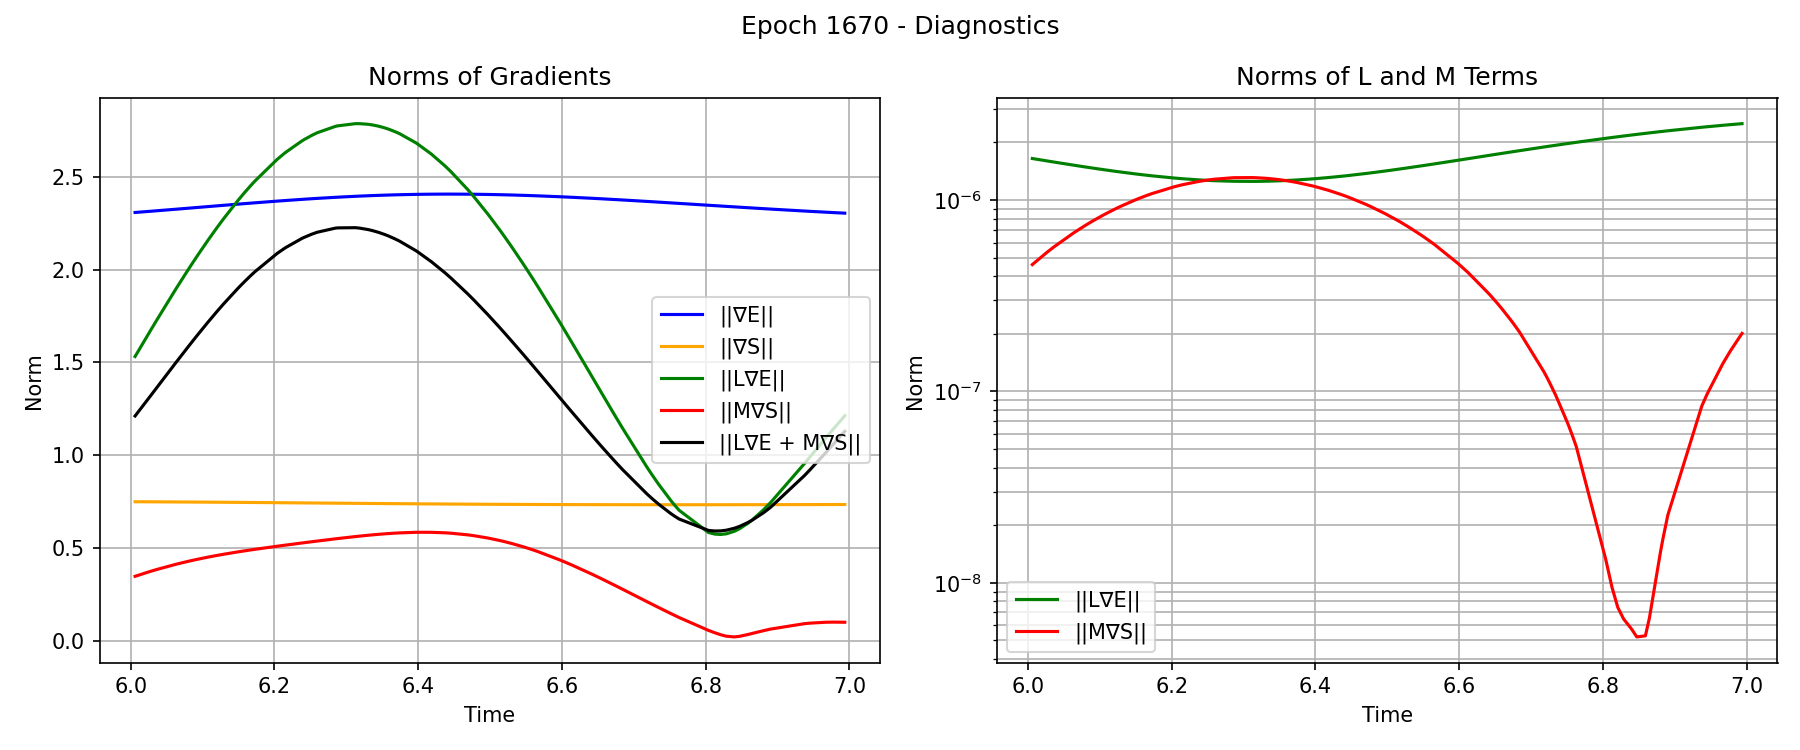 Epoch 1670 - Diagnostics
Norms of Gradients
Norm
2.5
2.0
1.5
1.0
0.5
0.0
6.0 6.2 6.4 6.6 6.8 7.0
Time
||∇E||
||∇S||
||L∇E||
||M∇S||
||L∇E + M∇S||
Norms of L and M Terms
Norm
10⁻⁶
10⁻⁷
10⁻⁸
6.0 6.2 6.4 6.6 6.8 7.0
Time
||L∇E||
||M∇S||